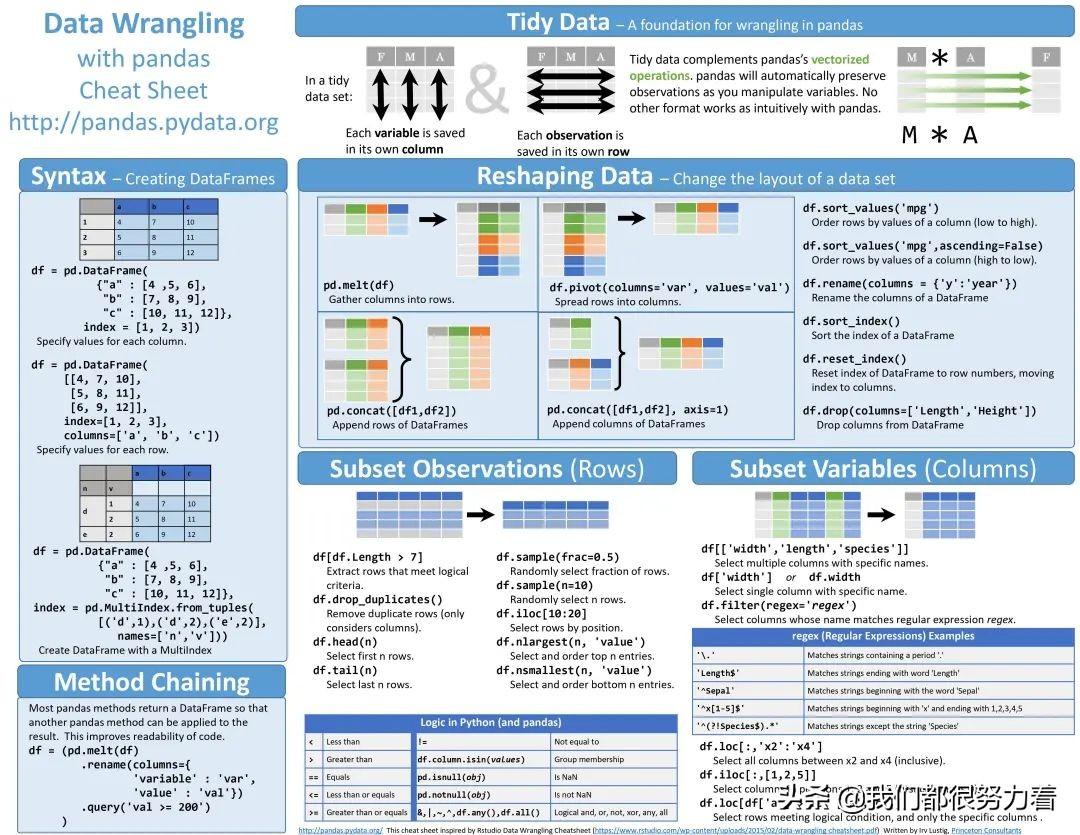 Data Wrangling
with pandas
Cheat Sheet
http://pandas.pydata.org
Tidy Data – A foundation for wrangling in pandas
In a tidy
data set:
F M A
Each variable is saved
in its own column
&
F M A
Each observation is
saved in its own row
Tidy data complements pandas's vectorized
operations. pandas will automatically preserve
observations as you manipulate variables. No
other format works as intuitively with pandas.
M * A F
M * A
Syntax – Creating DataFrames
a b c
1 4 7 10
2 5 8 11
3 6 9 12
df = pd.DataFrame(
{"a" : [4 ,5, 6],
"b" : [7, 8, 9],
"c" : [10, 11, 12]},
index = [1, 2, 3])
Specify values for each column.
df = pd.DataFrame(
[[4, 7, 10],
[5, 8, 11],
[6, 9, 12]],
index=[1, 2, 3],
columns=['a', 'b', 'c'])
Specify values for each row.
a b c
n v
d 1 4 7 10
2 5 8 11
e 2 6 9 12
df = pd.DataFrame(
{"a" : [4 ,5, 6],
"b" : [7, 8, 9],
"c" : [10, 11, 12]},
index = pd.MultiIndex.from_tuples(
[('d',1),('d',2),('e',2)],
names=['n','v']))
Create DataFrame with a MultiIndex
Method Chaining
Most pandas methods return a DataFrame so that
another pandas method can be applied to the
result. This improves readability of code.
df = (pd.melt(df)
.rename(columns={
'variable' : 'var',
'value' : 'val'})
.query('val >= 200')
)
Reshaping Data – Change the layout of a data set
pd.melt(df)
Gather columns into rows.
df.pivot(columns='var', values='val')
Spread rows into columns.
pd.concat([df1,df2])
Append rows of DataFrames
pd.concat([df1,df2], axis=1)
Append columns of DataFrames
df.sort_values('mpg')
Order rows by values of a column (low to high).
df.sort_values('mpg',ascending=False)
Order rows by values of a column (high to low).
df.rename(columns = {'y':'year'})
Rename the columns of a DataFrame
df.sort_index()
Sort the index of a DataFrame
df.reset_index()
Reset index of DataFrame to row numbers, moving
index to columns.
df.drop(columns=['Length','Height'])
Drop columns from DataFrame
Subset Observations (Rows)
df[df.Length > 7]
Extract rows that meet logical
criteria.
df.drop_duplicates()
Remove duplicate rows (only
considers columns).
df.head(n)
Select first n rows.
df.tail(n)
Select last n rows.
df.sample(frac=0.5)
Randomly select fraction of rows.
df.sample(n=10)
Randomly select n rows.
df.iloc[10:20]
Select rows by position.
df.nlargest(n, 'value')
Select and order top n entries.
df.nsmallest(n, 'value')
Select and order bottom n entries.
Logic in Python (and pandas)
< Less than != Not equal to
> Greater than df.column.isin(values) Group membership
== Equals pd.isnull(obj) Is NaN
<= Less than or equals pd.notnull(obj) Is not NaN
>= Greater than or equals &,|,~,^,df.any(),df.all() Logical and, or, not, xor, any, all
Subset Variables (Columns)
df[['width','length','species']]
Select multiple columns with specific names.
df['width'] or df.width
Select single column with specific name.
df.filter(regex='regex')
Select columns whose name matches regular expression regex.
regex (Regular Expressions) Examples
'\.' Matches strings containing a period '.'
'Length$' Matches strings ending with word 'Length'
'^Sepal' Matches strings beginning with the word 'Sepal'
'^x[1-5]$' Matches strings beginning with 'x' and ending with 1,2,3,4,5
'^(?!Species$).*' Matches strings except the string 'Species'
df.loc[:,'x2':'x4']
Select all columns between x2 and x4 (inclusive).
df.iloc[:,[1,2,5]]
Select columns
df.loc[df['a
Select rows meeting logical condition, and only the specific columns .
头条 @我们都很努力着
http://pandas.pydata.org/ This cheat sheet inspired by Rstudio Data Wrangling Cheatsheet (https://www.rstudio.com/wp-content/uploads/2015/02/data-wrangling-cheatsheet.pdf) Written by Irv Lustig, Princeton Consultants